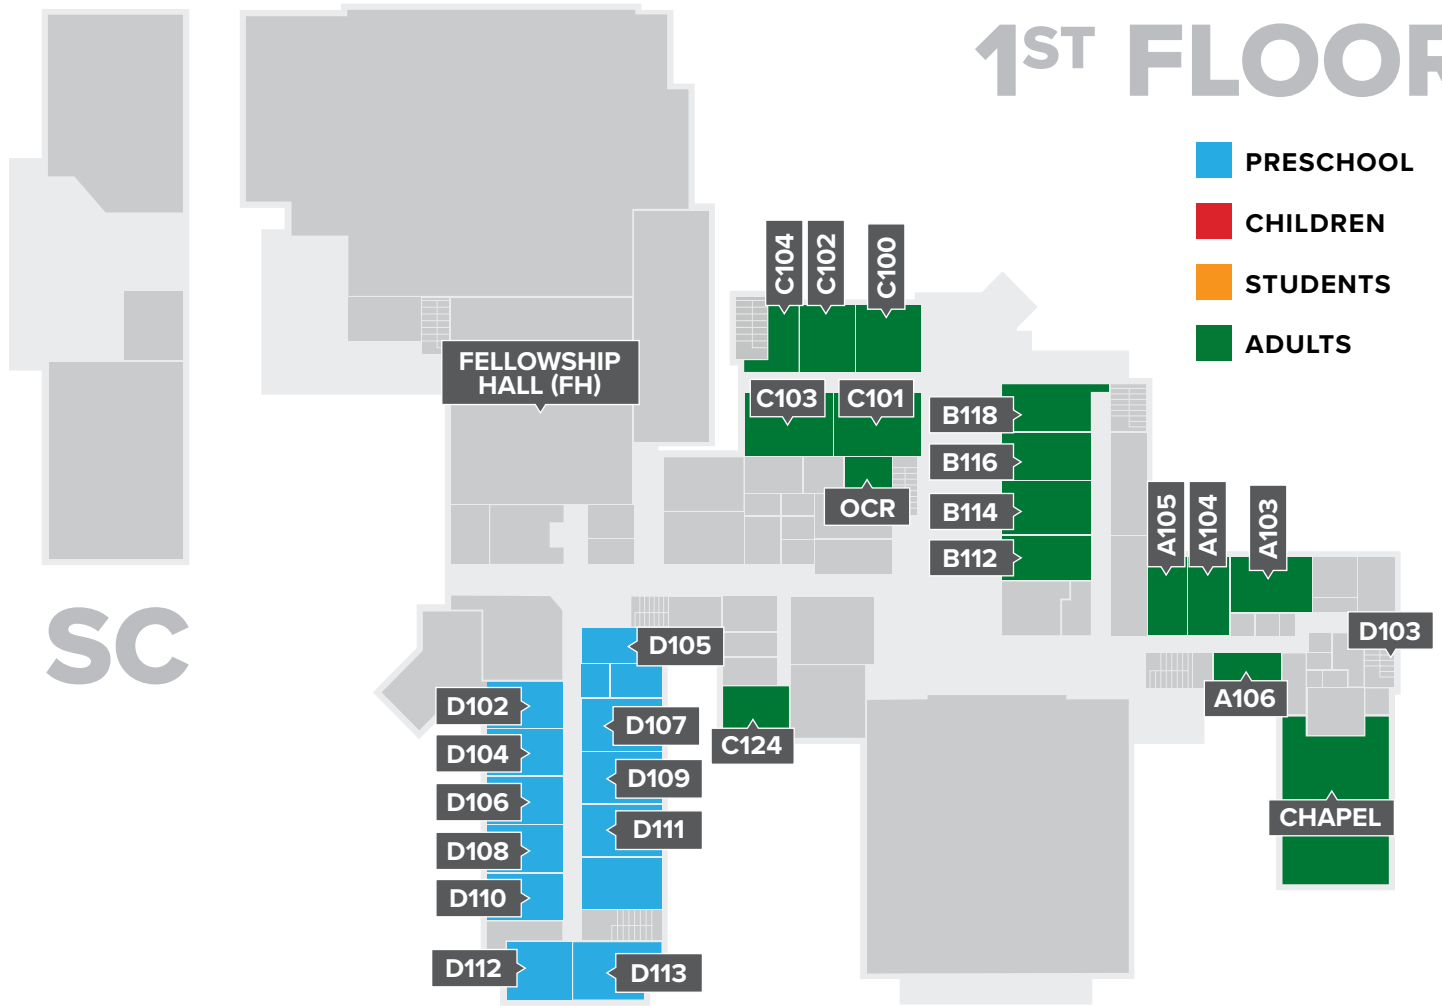 1ST FLOOR
PRESCHOOL
CHILDREN
STUDENTS
ADULTS
C104
C102
C100
FELLOWSHIP
HALL (FH)
C103
C101
B118
B116
OCR
B114
B112
A105
A104
A103
SC
D105
D103
A106
D102
D107
C124
D104
D109
D106
D111
CHAPEL
D108
D110
D112
D113